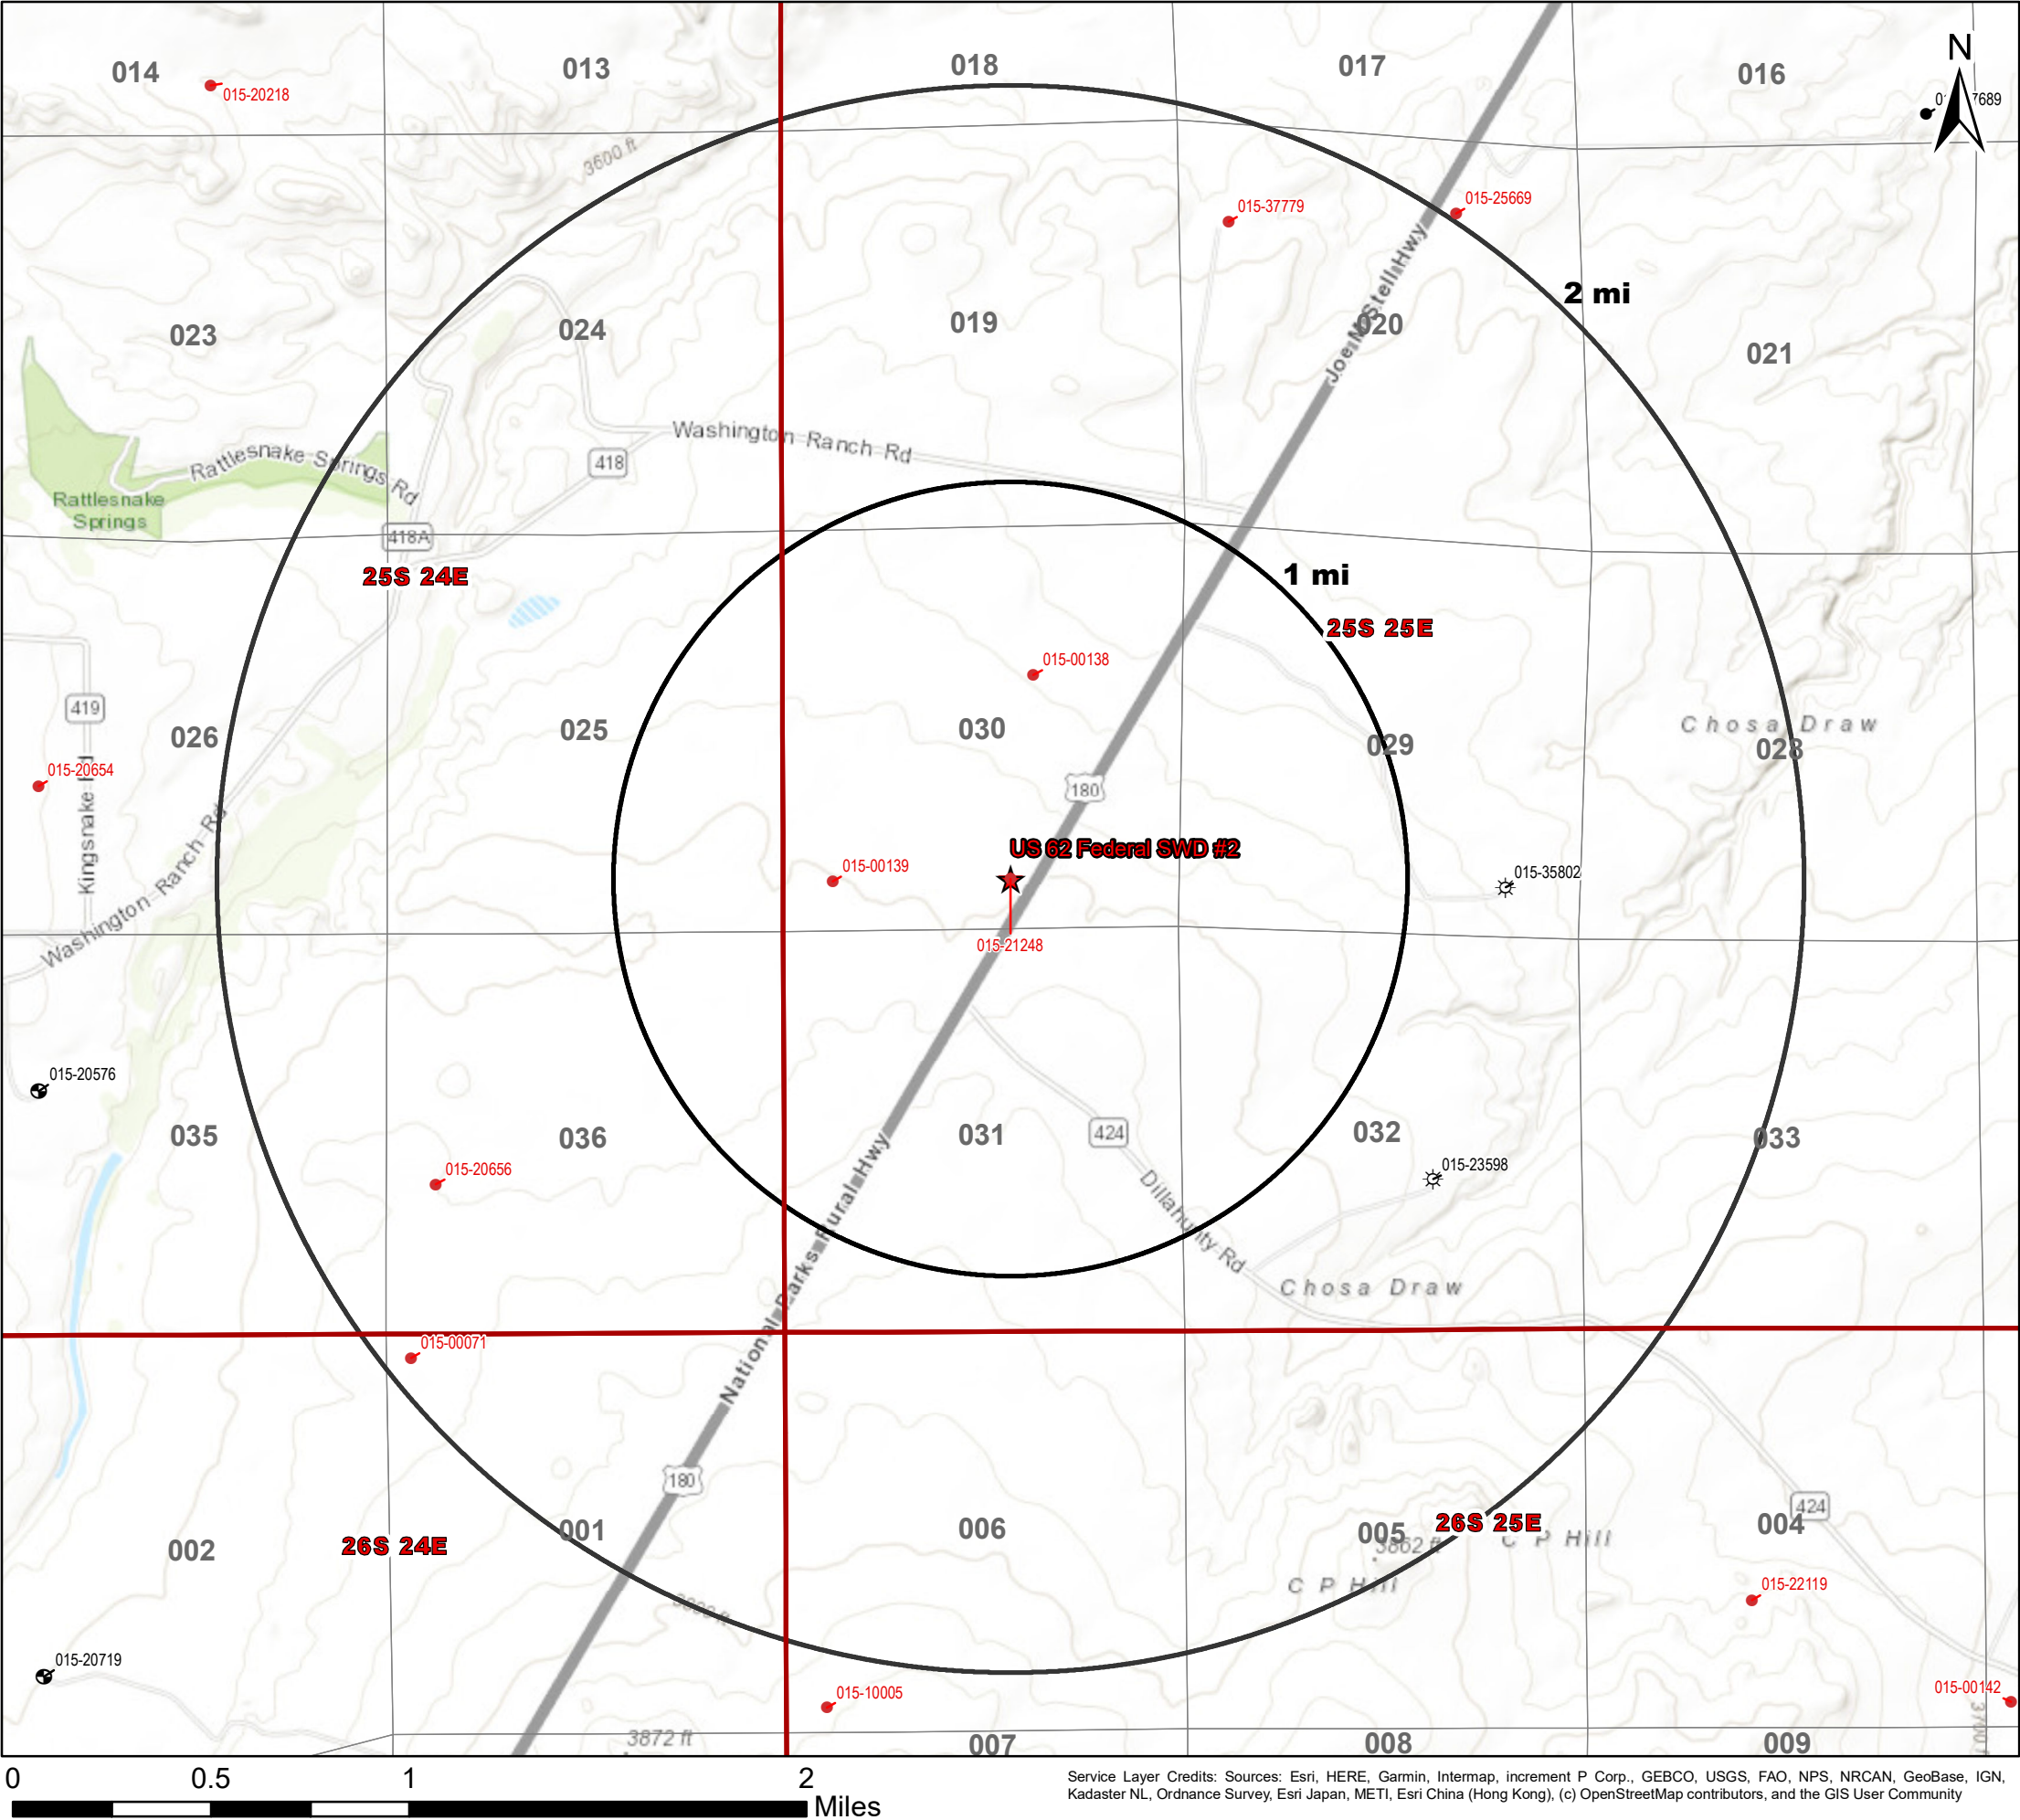 014
013
018
017
016
N
015-20218
3600 ft
015-37779
015-25669
2 mi
023
024
019
Joe M Stell Hwy
020
021
Washington Ranch Rd
418
Rattlesnake Springs Rd
Rattlesnake
Springs
418A
25S 24E
1 mi
25S 25E
015-00138
419
026
025
030
029
Chosa Draw
028
015-20654
Kingsnake Rd
180
US 62 Federal SWD #2
015-00139
015-35802
Washington Ranch Rd
015-21248
015-20576
035
036
031
424
032
033
015-20656
015-23598
National Parks Rural Hwy
Dillahunty Rd
Chosa Draw
015-00071
180
001
006
005
26S 25E
424
004
002
26S 24E
3862 ft
C P Hill
C P Hill
015-22119
015-20719
015-10005
015-00142
3872 ft
007
008
009
0 0.5 1 2
Miles
Service Layer Credits: Sources: Esri, HERE, Garmin, Intermap, increment P Corp., GEBCO, USGS, FAO, NPS, NRCAN, GeoBase, IGN,
Kadaster NL, Ordnance Survey, Esri Japan, METI, Esri China (Hong Kong), (c) OpenStreetMap contributors, and the GIS User Community